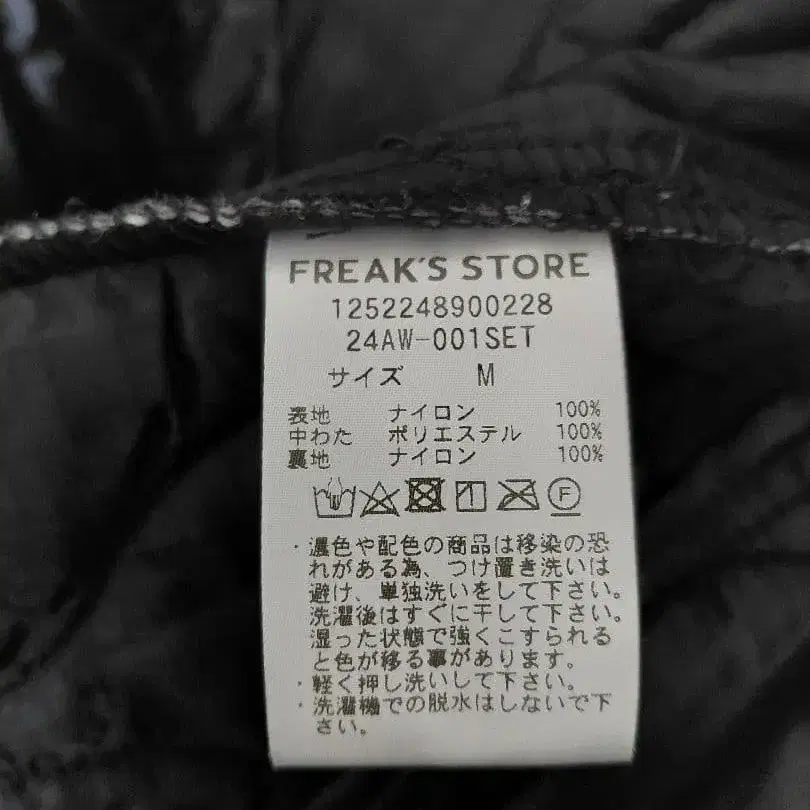 FREAK'S STORE
1252248900228
24AW-001SET
サイズ M
表地 ナイロン 100%
中わた ポリエステル 100%
裏地 ナイロン 100%
F
・濃色や配色の商品は移染の恐
れがある為、つけ置き洗いは
避け、単独洗いをして下さい。
洗濯後はすぐに干して下さい。
湿った状態で強くこすられる
と色が移る事があります。
・軽く押し洗いして下さい。
・洗濯機での脱水はしないで下
さい。